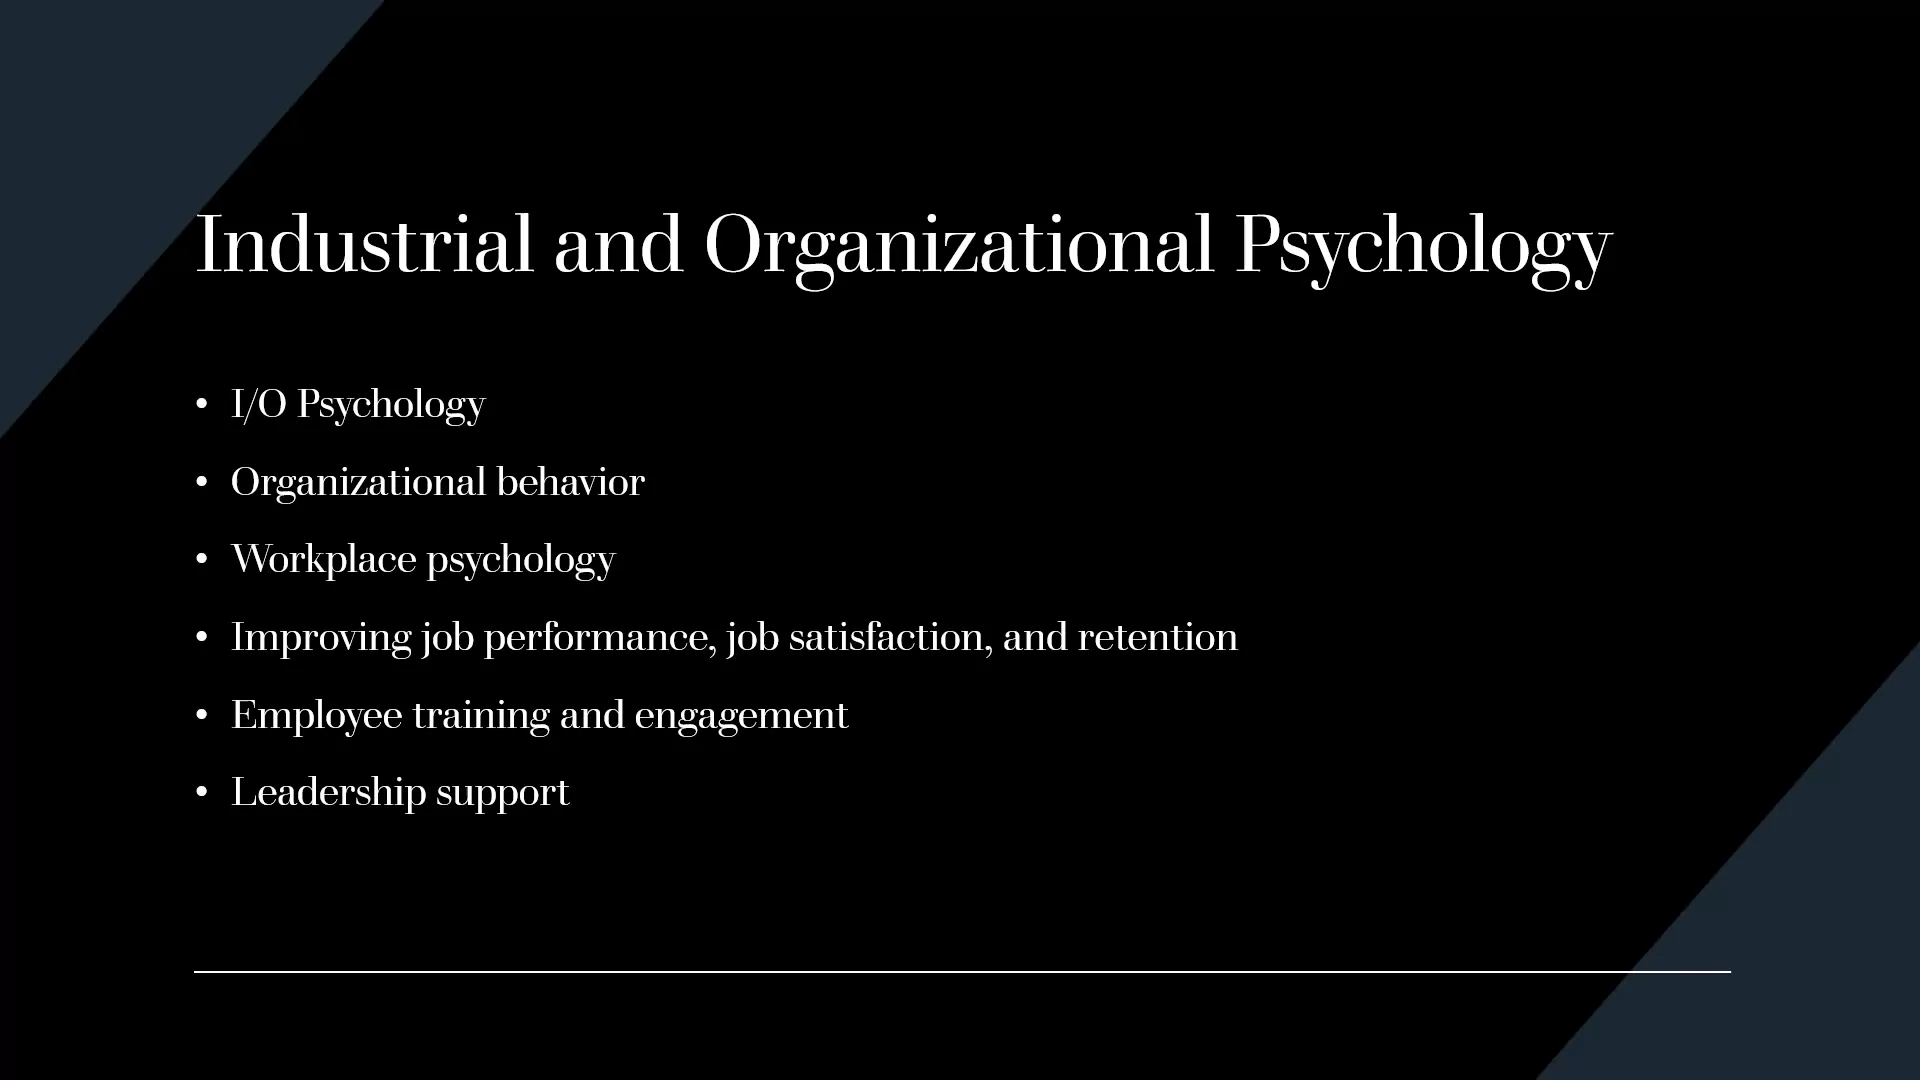 Industrial and Organizational Psychology
• I/O Psychology
• Organizational behavior
• Workplace psychology
• Improving job performance, job satisfaction, and retention
• Employee training and engagement
• Leadership support